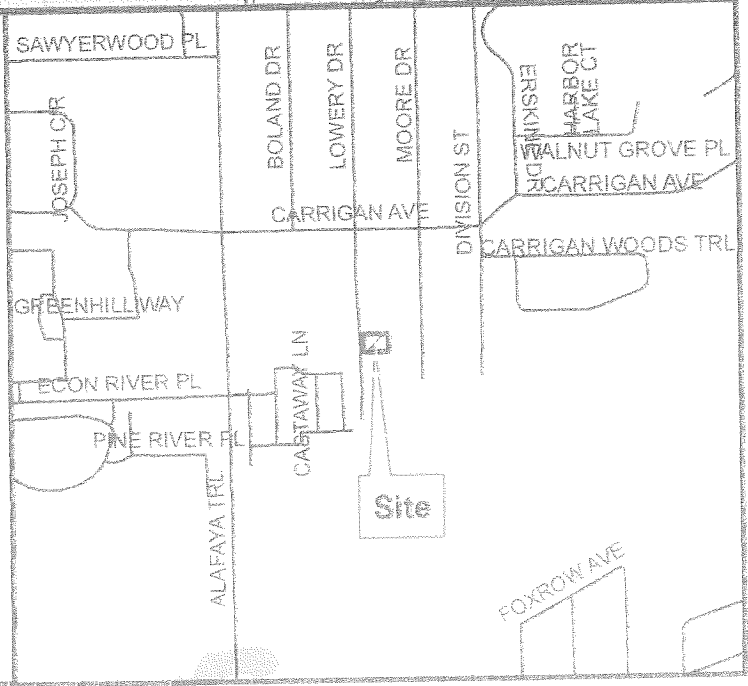 SAWYERWOOD PL
BOLAND DR
LOWERY DR
MOORE DR
DIVISION ST
ERSKINE DR
HARBOR
LAKE CT
WALNUT GROVE PL
CARRIGAN AVE
JOSEPH CIR
CARRIGAN AVE
CARRIGAN WOODS TRL
GREENHILL WAY
ECON RIVER PL
CASTAWAY LN
PINE RIVER PL
ALAFAYA TRL
Site
FOXROW AVE